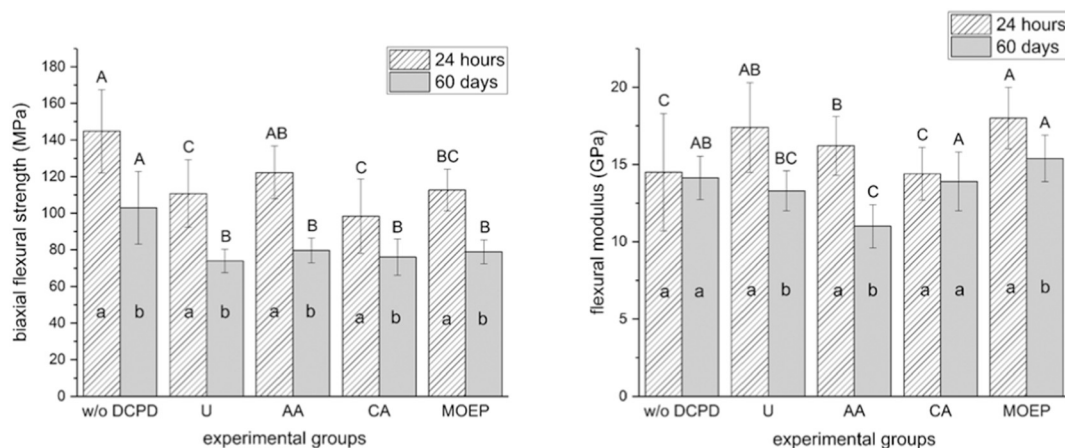 24 hours
60 days
biaxial flexural strength (MPa)
180
160
140
120
100
80
60
40
20
0
A
A
C
B
AB
B
C
B
BC
B
a
b
a
b
a
b
a
b
a
b
w/o DCPD
U
AA
CA
MOEP
experimental groups
24 hours
60 days
flexural modulus (GPa)
20
15
10
5
0
C
AB
AB
BC
B
C
C
A
A
A
a
a
a
b
a
b
a
a
a
b
w/o DCPD
U
AA
CA
MOEP
experimental groups